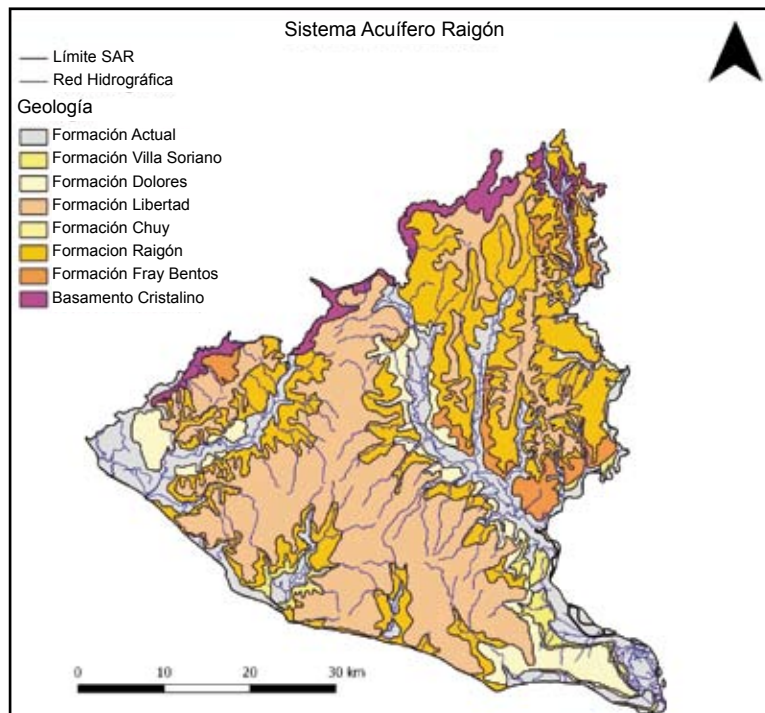 Sistema Acuífero Raigón
Límite SAR
Red Hidrográfica
Geología
Formación Actual
Formación Villa Soriano
Formación Dolores
Formación Libertad
Formación Chuy
Formacion Raigón
Formación Fray Bentos
Basamento Cristalino
0 10 20 30 km